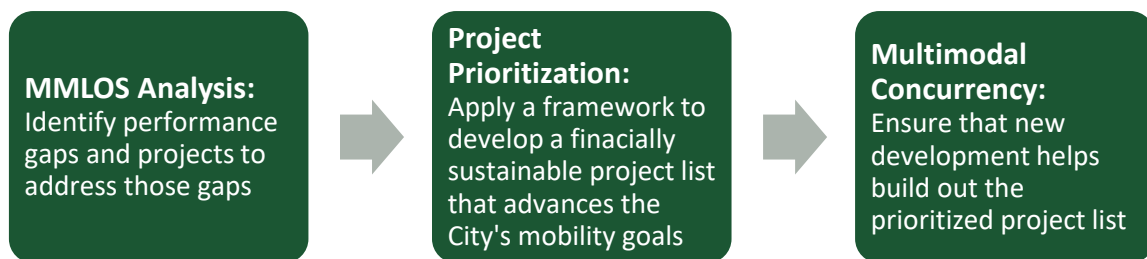 MMLOS Analysis:
Identify performance
gaps and projects to
address those gaps
Project
Prioritization:
Apply a framework to
develop a finacially
sustainable project list
that advances the
City's mobility goals
Multimodal
Concurrency:
Ensure that new
development helps
build out the
prioritized project list